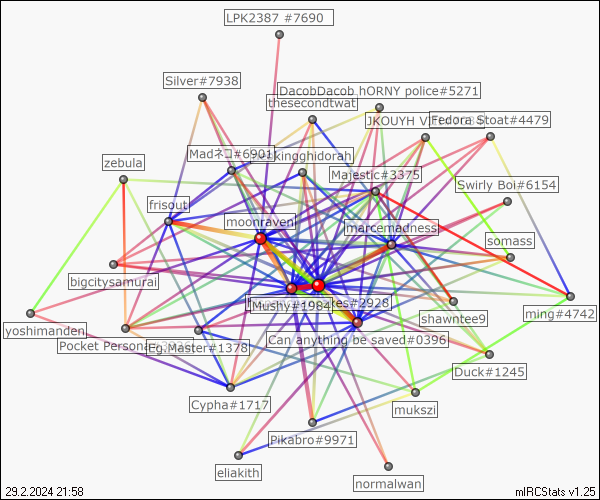 LPK2387 #7690
Silver#7938
DacobDacob hORNY police#5271
thesecondtwat
JKOUYH
Fedora Stoat#4479
Madネコ#6901
kingghidorah
zebula
Majestic#3375
Swirly Boi#6154
frisout
moonraven
marcemadness
somass
bigcitysamurai
Mushy#1984
#2928
shawntee9
ming#4742
yoshimanden
Pocket Persona
Eg.Master#1378
Can anything be saved#0396
Duck#1245
Cypha#1717
mukszi
Pikabro#9971
eliakith
normalwan
29.2.2024 21:58
mIRCStats v1.25